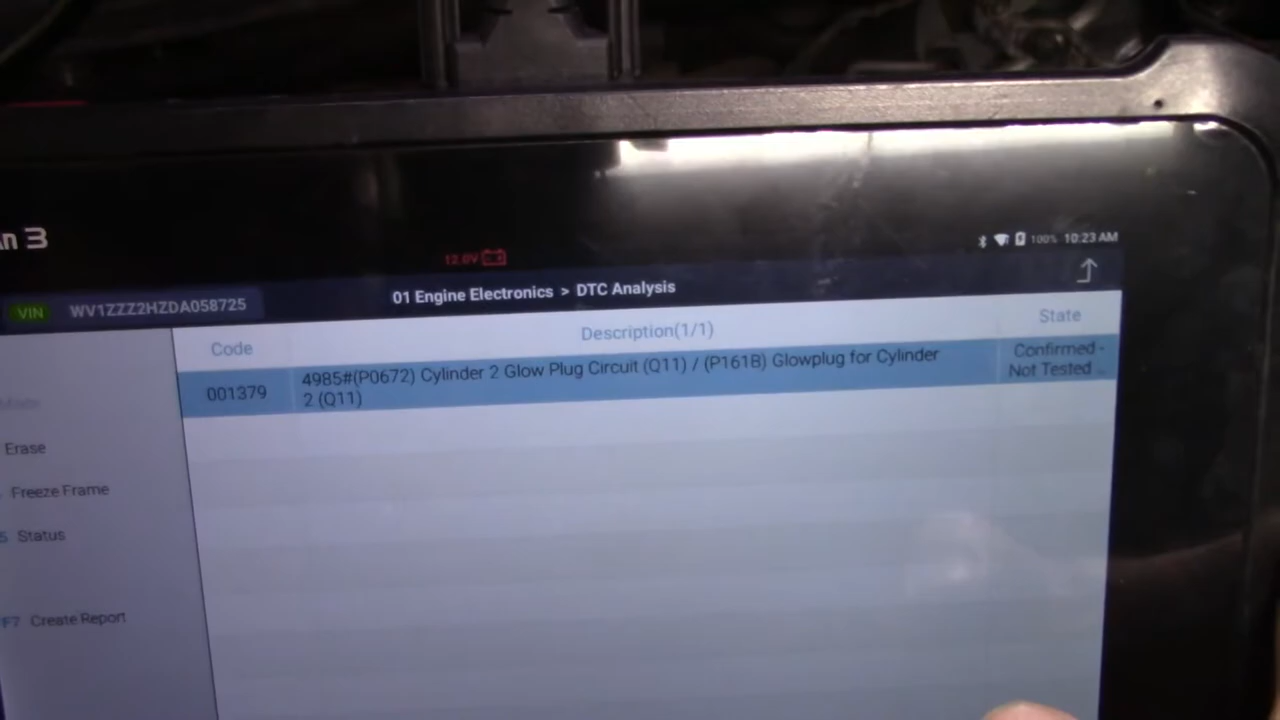 an 3
12.0V
100% 10:23 AM
VIN WV1ZZZ2HZDA058725
01 Engine Electronics > DTC Analysis
Code Description(1/1) State
001379 4985#(P0672) Cylinder 2 Glow Plug Circuit (Q11) / (P161B) Glowplug for Cylinder Confirmed -
2 (Q11) Not Tested
Erase
Freeze Frame
5 Status
F7 Create Report